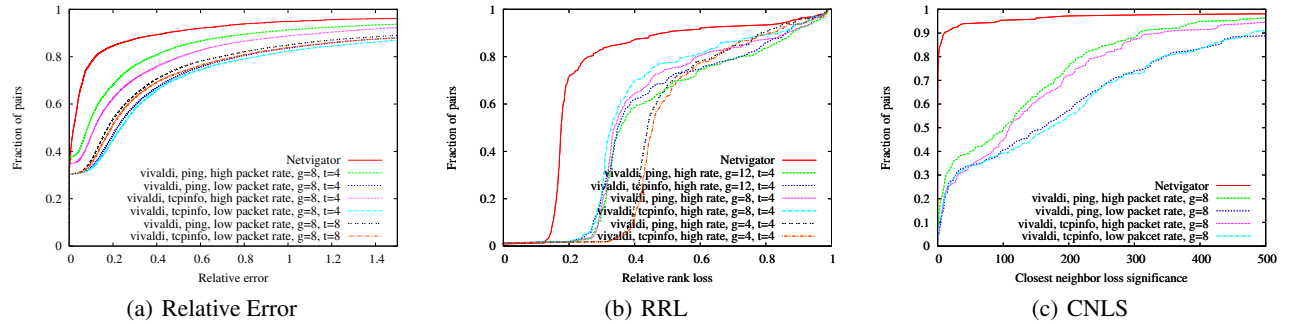 1
0.8
0.6
0.4
0.2
0
Fraction of pairs
0
0.2
0.4
0.6
0.8
1
1.2
1.4
Relative error
Netvigator
vivaldi, ping, high packet rate, g=8, t=4
vivaldi, ping, low packet rate, g=8, t=4
vivaldi, tcpinfo, high packet rate, g=8, t=4
vivaldi, tcpinfo, low packet rate, g=8, t=4
vivaldi, ping, low packet rate, g=8, t=8
vivaldi, tcpinfo, low packet rate, g=8, t=8
(a) Relative Error
1
0.8
0.6
0.4
0.2
0
Fraction of pairs
0
0.2
0.4
0.6
0.8
1
Relative rank loss
Netvigator
vivaldi, ping, high rate, g=12, t=4
vivaldi, tcpinfo, high rate, g=12, t=4
vivaldi, ping, high rate, g=8, t=4
vivaldi, tcpinfo, high rate, g=8, t=4
vivaldi, ping, high rate, g=4, t=4
vivaldi, tcpinfo, high rate, g=4, t=4
(b) RRL
1
0.9
0.8
0.7
0.6
0.5
0.4
0.3
0.2
0.1
0
Fraction of pairs
0
100
200
300
400
500
Closest neighbor loss significance
Netvigator
vivaldi, ping, high packet rate, g=8
vivaldi, ping, low packet rate, g=8
vivaldi, tcpinfo, high packet rate, g=8
vivaldi, tcpinfo, low pakcet rate, g=8
(c) CNLS